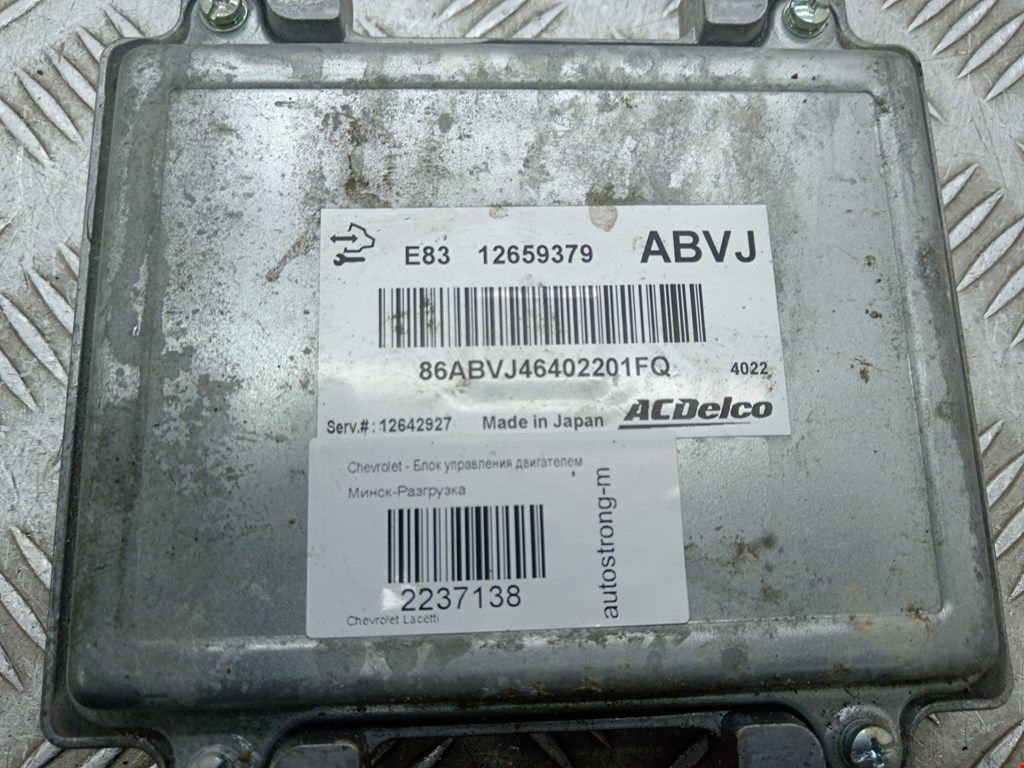 E83 12659379 ABVJ
86ABVJ46402201FQ 4022
Serv.#: 12642927 Made in Japan ACDelco
Chevrolet - Блок управления двигателем
Минск-Разгрузка
2237138
Chevrolet Lacetti
autostrong-m